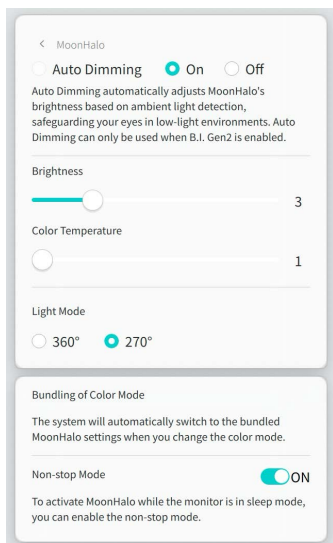 < MoonHalo
Auto Dimming On Off
Auto Dimming automatically adjusts MoonHalo's
brightness based on ambient light detection,
safeguarding your eyes in low-light environments. Auto
Dimming can only be used when B.I. Gen2 is enabled.
Brightness
3
Color Temperature
1
Light Mode
360° 270°
Bundling of Color Mode
The system will automatically switch to the bundled
MoonHalo settings when you change the color mode.
Non-stop Mode ON
To activate MoonHalo while the monitor is in sleep mode,
you can enable the non-stop mode.